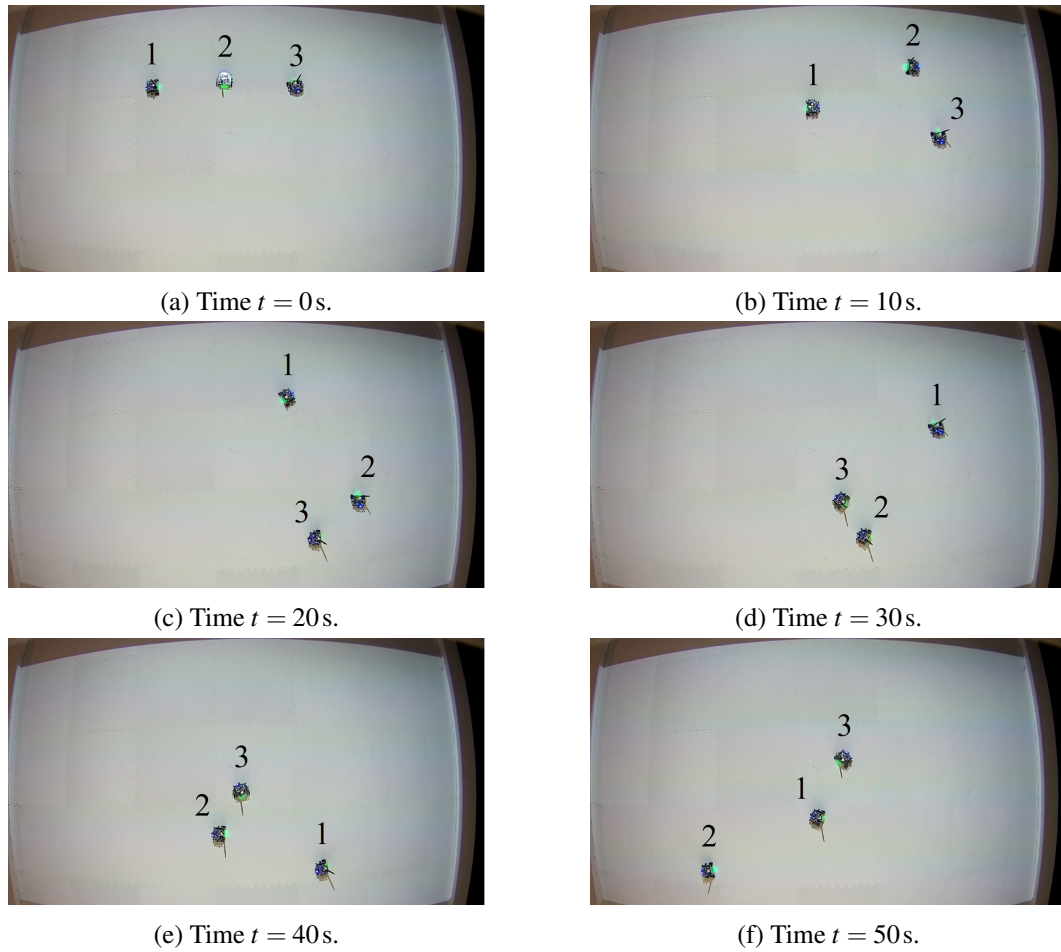 1 2 3
2
1
3
(a) Time t = 0 s.
(b) Time t = 10 s.
1
2
3
1
3
2
(c) Time t = 20 s.
(d) Time t = 30 s.
3
2
1
3
1
2
(e) Time t = 40 s.
(f) Time t = 50 s.